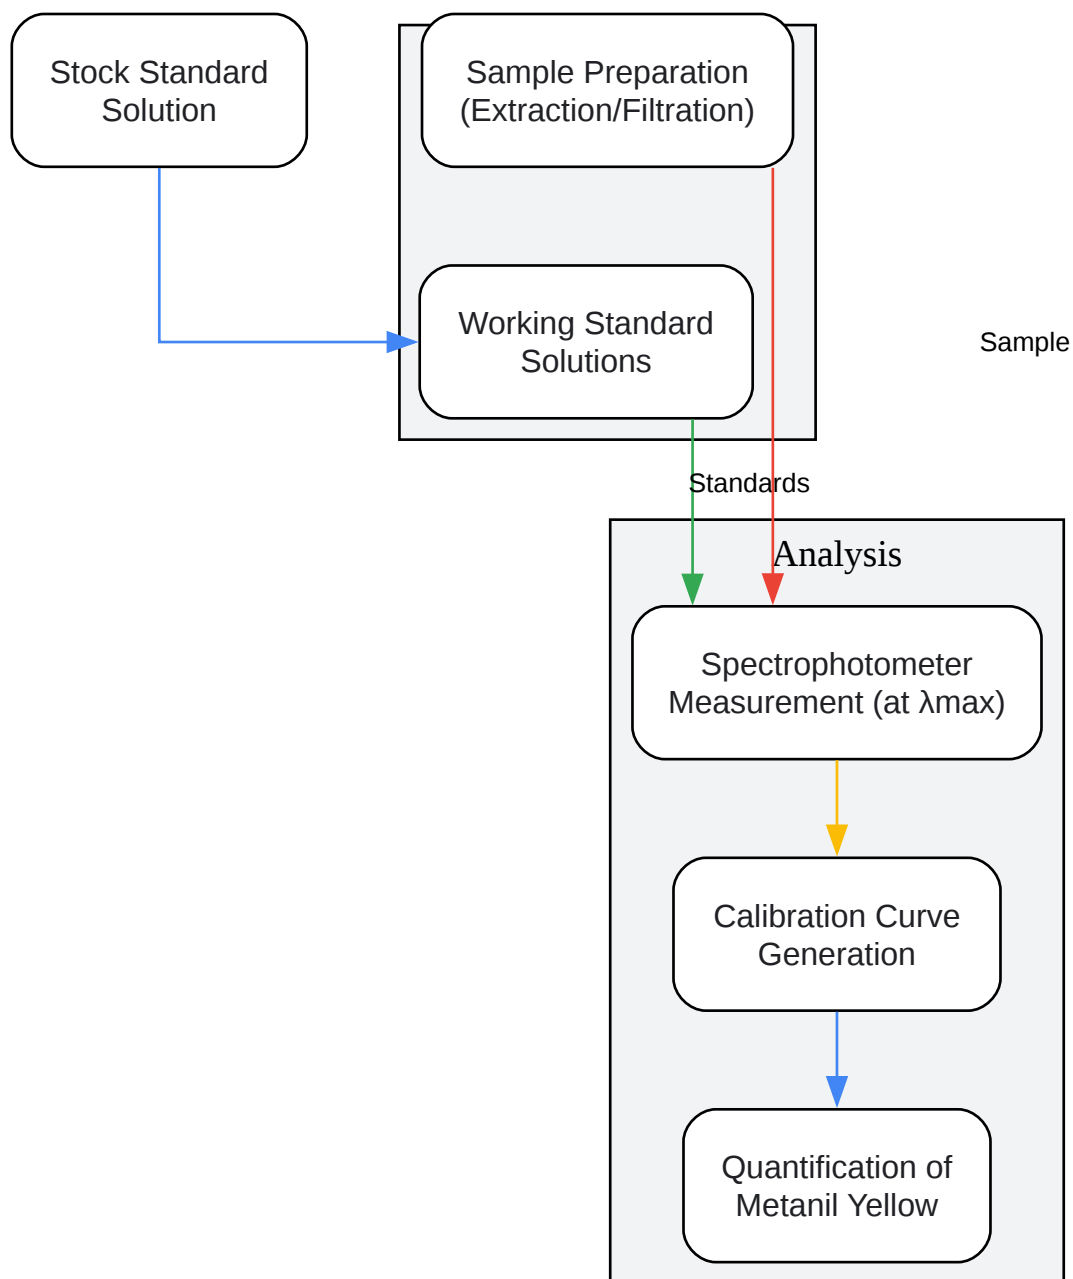 Stock Standard
Solution
Sample Preparation
(Extraction/Filtration)
Working Standard
Solutions
Sample
Standards
Analysis
Spectrophotometer
Measurement (at λmax)
Calibration Curve
Generation
Quantification of
Metanil Yellow